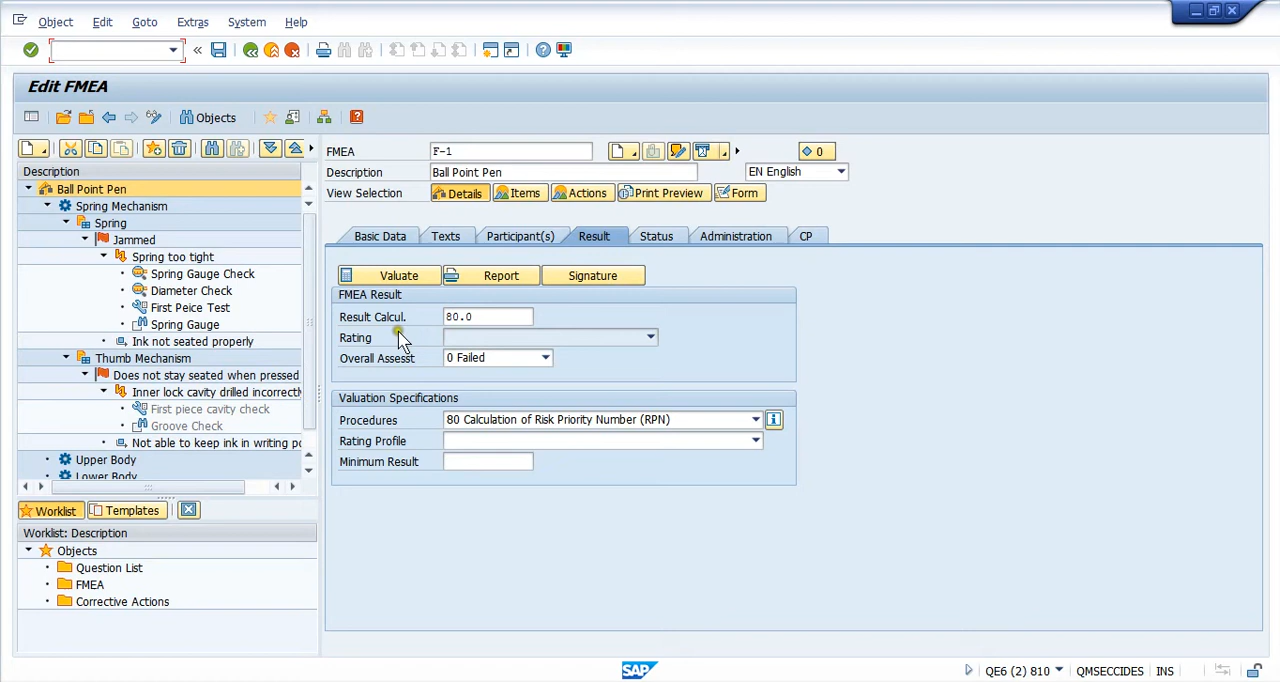 Object Edit Goto Extras System Help
Edit FMEA
Objects
Description
Ball Point Pen
Spring Mechanism
Spring
Jammed
Spring too tight
Spring Gauge Check
Diameter Check
First Peice Test
Spring Gauge
Ink not seated properly
Thumb Mechanism
Does not stay seated when pressed
Inner lock cavity drilled incorrectl
First piece cavity check
Groove Check
Not able to keep ink in writing po
Upper Body
Lower Body
Worklist Templates
Worklist: Description
Objects
Question List
FMEA
Corrective Actions
FMEA F-1 0
Description Ball Point Pen EN English
View Selection Details Items Actions Print Preview Form
Basic Data Texts Participant(s) Result Status Administration CP
Valuate Report Signature
FMEA Result
Result Calcul. 80.0
Rating
Overall Assesst 0 Failed
Valuation Specifications
Procedures 80 Calculation of Risk Priority Number (RPN)
Rating Profile
Minimum Result
SAP QE6 (2) 810 QMSECCIDES INS